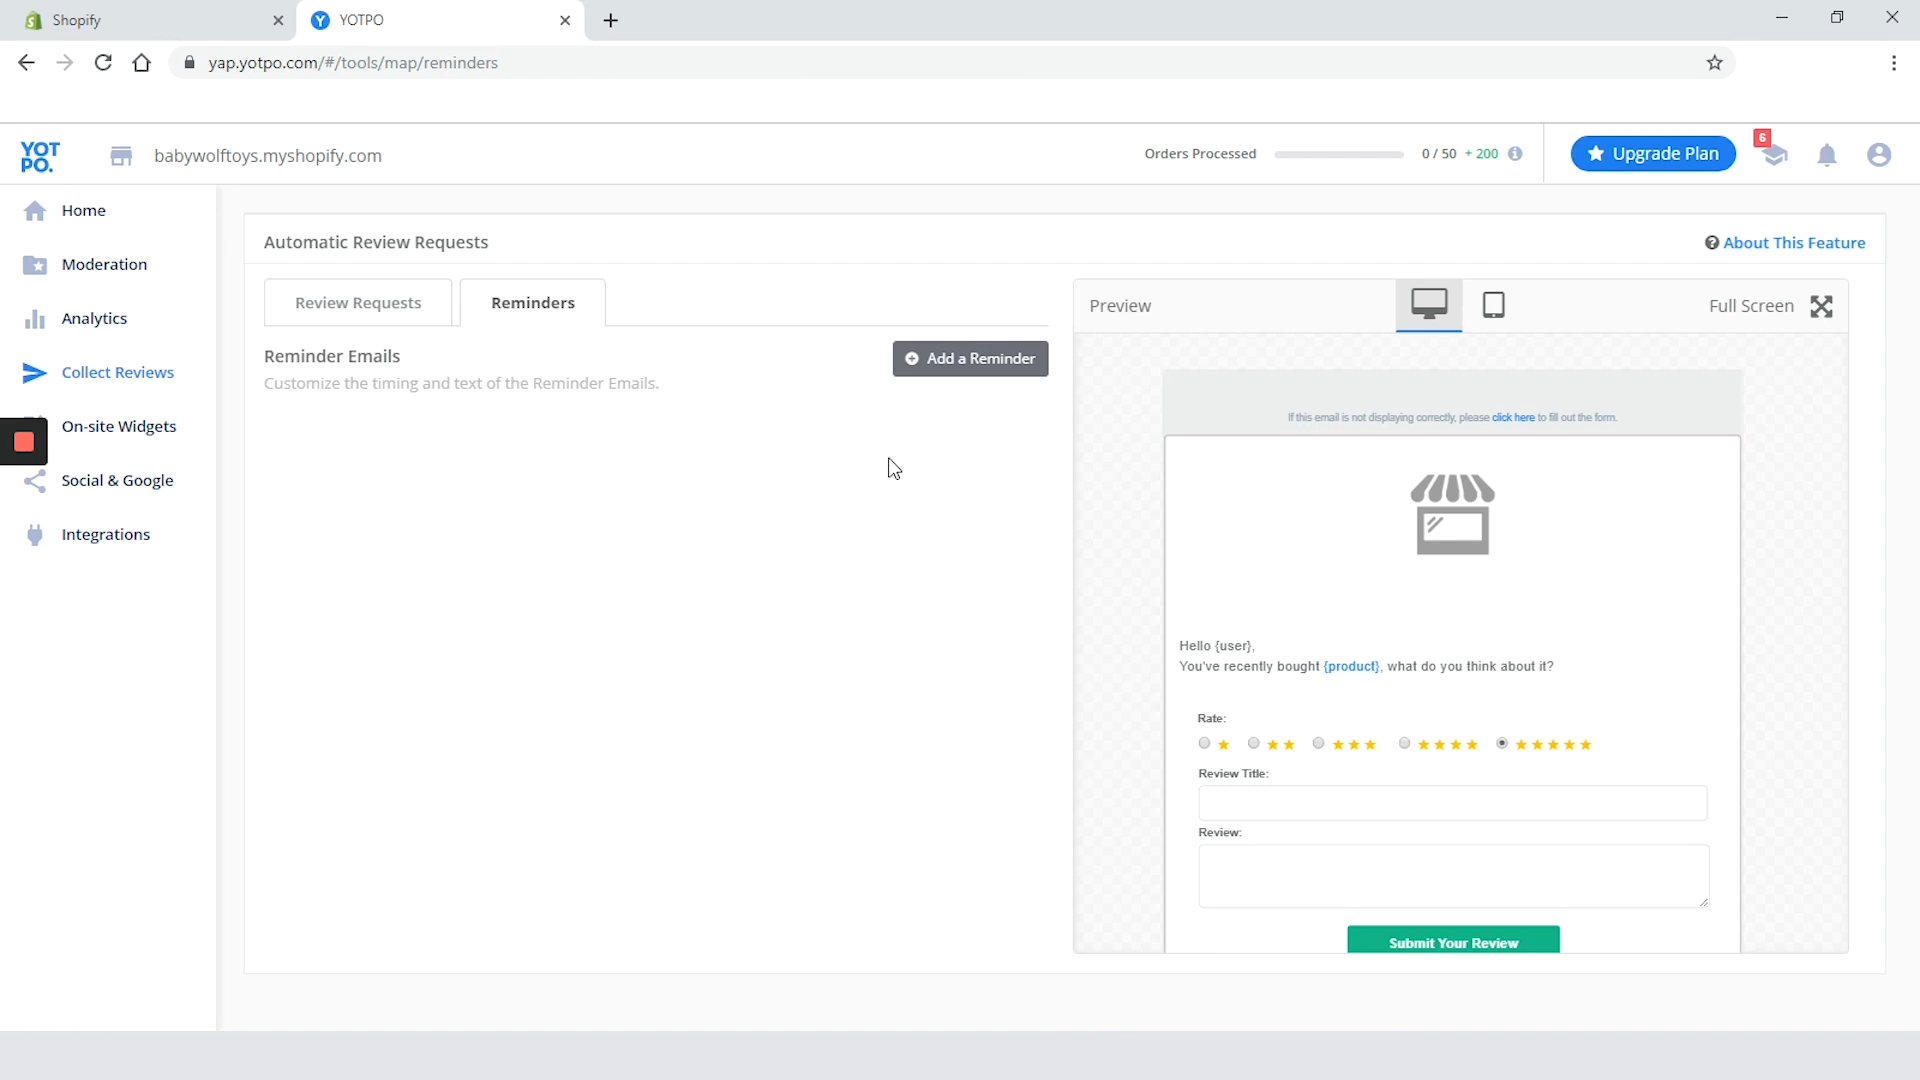 Shopify
YOTPO
yap.yotpo.com/#/tools/map/reminders
YOT
PO.
babywolftoys.myshopify.com
Orders Processed
0 / 50 + 200
Upgrade Plan
6
Home
Moderation
Analytics
Collect Reviews
On-site Widgets
Social & Google
Integrations
Automatic Review Requests
About This Feature
Review Requests
Reminders
Reminder Emails
Customize the timing and text of the Reminder Emails.
Add a Reminder
Preview
Full Screen
If this email is not displaying correctly, please click here to fill out the form.
Hello {user},
You've recently bought {product}, what do you think about it?
Rate:
Review Title:
Review:
Submit Your Review